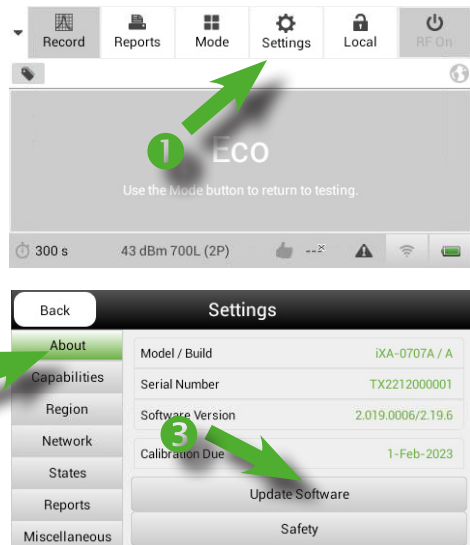 Record Reports Mode Settings Local RF On
1
Eco
Use the Mode button to return to testing.
300 s 43 dBm 700L (2P) --x
Back Settings
About Model / Build iXA-0707A / A
Capabilities Serial Number TX2212000001
Region Software Version 2.019.0006/2.19.6
Network 3 Calibration Due 1-Feb-2023
States Update Software
Reports Safety
Miscellaneous